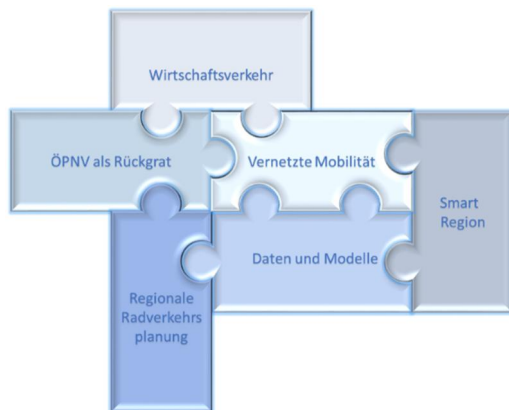 Wirtschaftsverkehr
ÖPNV als Rückgrat
Vernetzte Mobilität
Smart
Region
Daten und Modelle
Regionale
Radverkehrs
planung